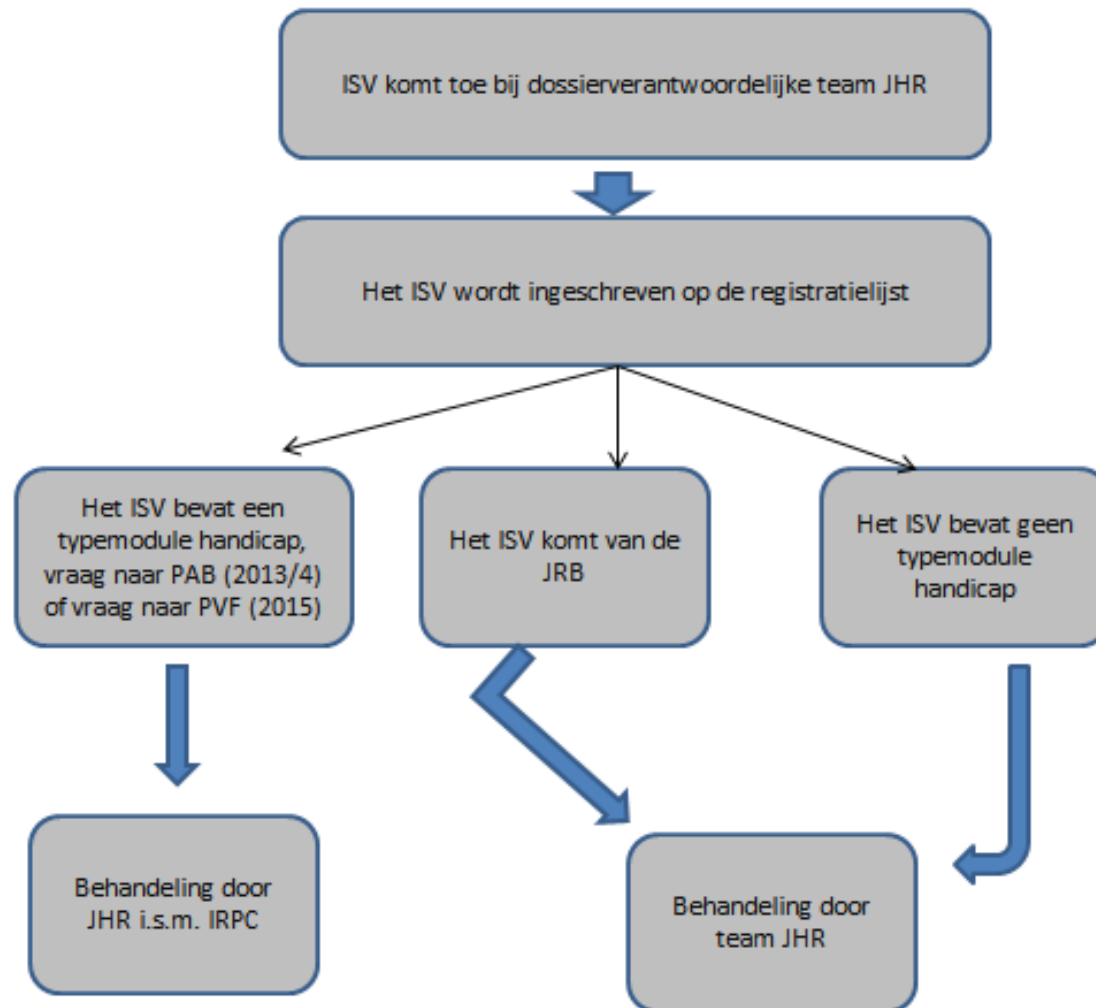 ISV komt toe bij dossierverantwoordelijke team JHR
Het ISV wordt ingeschreven op de registratielijst
Het ISV bevat een
typemodule handicap,
vraag naar PAB (2013/4)
of vraag naar PVF (2015)
Het ISV komt van de
JRB
Het ISV bevat geen
typemodule
handicap
Behandeling door
JHR i.s.m. IRPC
Behandeling door
team JHR